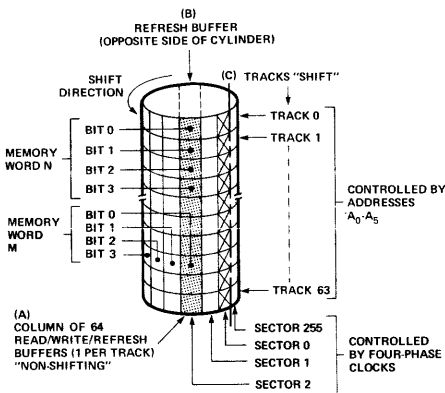 (B)
REFRESH BUFFER
(OPPOSITE SIDE OF CYLINDER)
SHIFT
DIRECTION
(C) TRACKS "SHIFT"
TRACK 0
TRACK 1
MEMORY
WORD N
BIT 0
BIT 1
BIT 2
BIT 3
CONTROLLED BY
ADDRESSES
A0-A5
MEMORY
WORD
M
BIT 0
BIT 1
BIT 2
BIT 3
TRACK 63
(A)
COLUMN OF 64
READ/WRITE/REFRESH
BUFFERS (1 PER TRACK)
"NON-SHIFTING"
SECTOR 255
SECTOR 0
SECTOR 1
SECTOR 2
CONTROLLED
BY FOUR-PHASE
CLOCKS